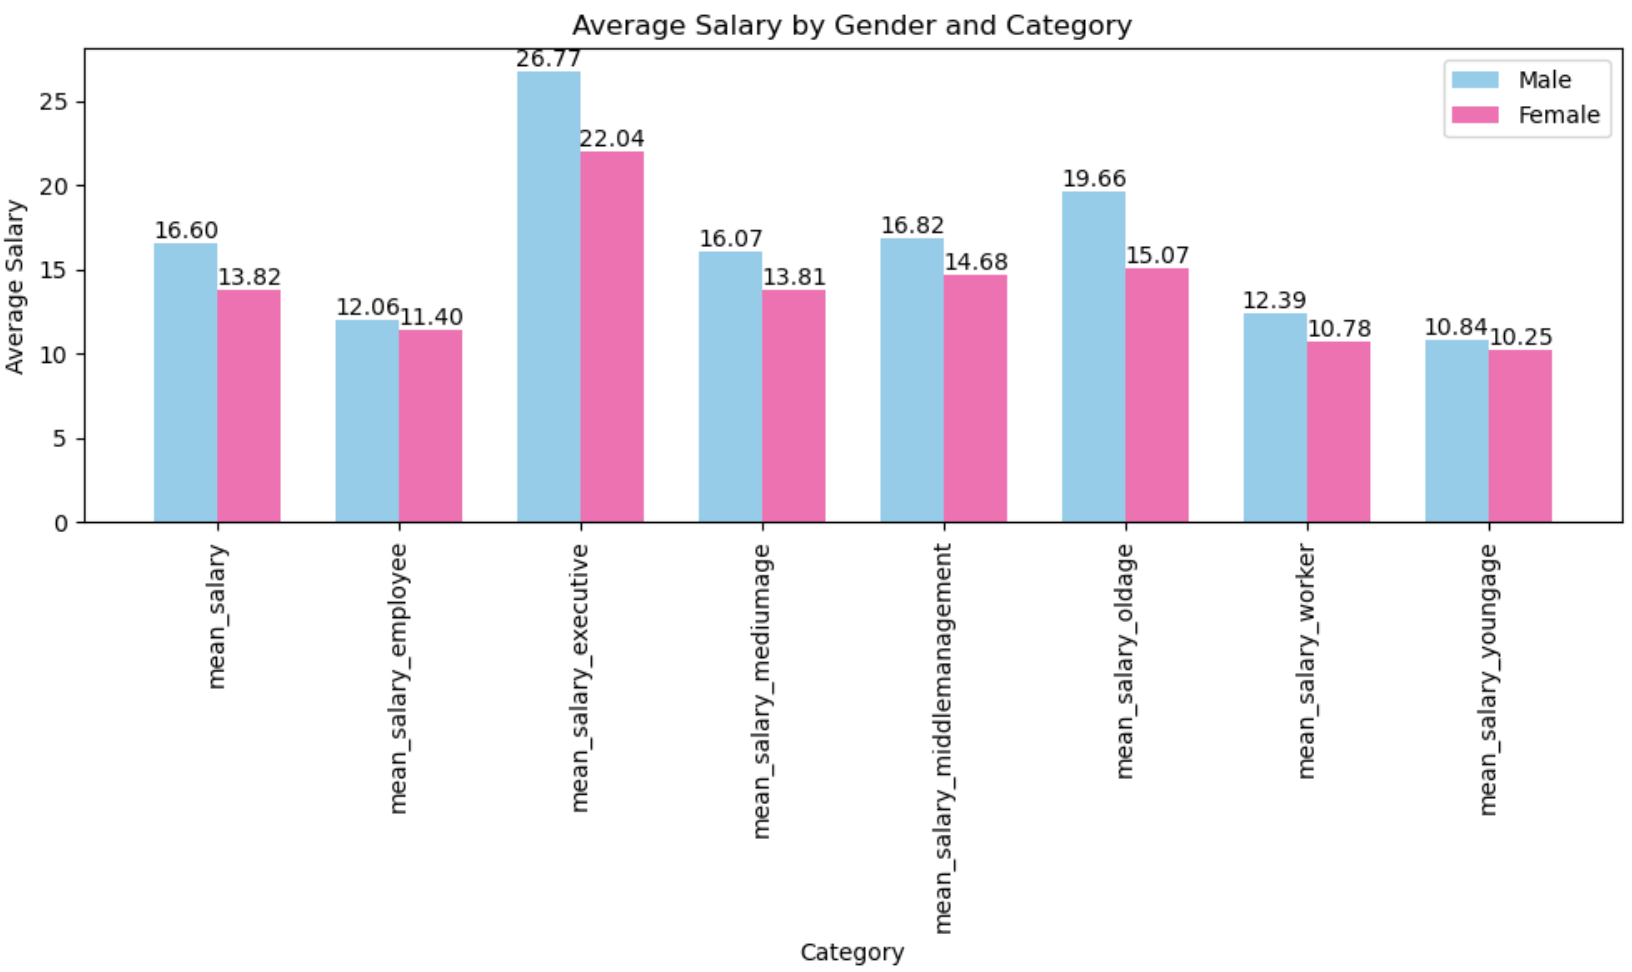 Average Salary by Gender and Category
Male
Female
Average Salary
25
20
15
10
5
0
16.60
13.82
12.06
11.40
26.77
22.04
16.07
13.81
16.82
14.68
19.66
15.07
12.39
10.78
10.84
10.25
mean_salary
mean_salary_employee
mean_salary_executive
mean_salary_mediumage
mean_salary_middlemanagement
mean_salary_oldage
mean_salary_worker
mean_salary_youngage
Category